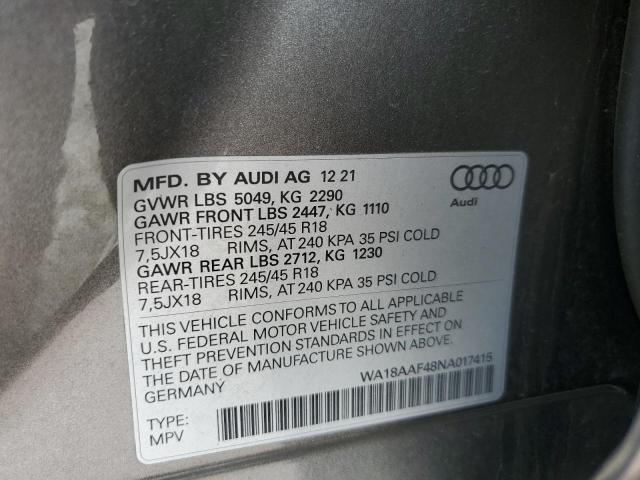 MFD. BY AUDI AG 12 21
GVWR LBS 5049, KG 2290
GAWR FRONT LBS 2447, KG 1110
FRONT-TIRES 245/45 R18
7,5JX18 RIMS, AT 240 KPA 35 PSI COLD
GAWR REAR LBS 2712, KG 1230
REAR-TIRES 245/45 R18
7,5JX18 RIMS, AT 240 KPA 35 PSI COLD
Audi
THIS VEHICLE CONFORMS TO ALL APPLICABLE
U.S. FEDERAL MOTOR VEHICLE SAFETY AND
THEFT PREVENTION STANDARDS IN EFFECT ON
THE DATE OF MANUFACTURE SHOWN ABOVE.
GERMANY
WA18AAF48NA017415
TYPE:
MPV